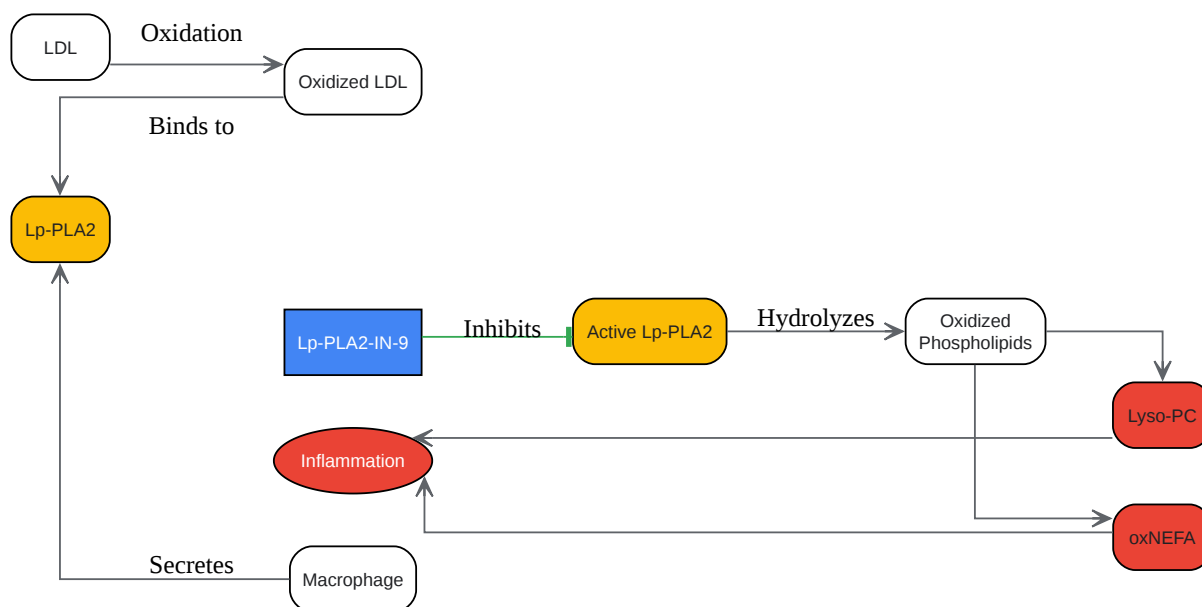 LDL
Oxidation
Oxidized LDL
Binds to
Lp-PLA2
Lp-PLA2-IN-9
Inhibits
Active Lp-PLA2
Hydrolyzes
Oxidized
Phospholipids
Lyso-PC
Inflammation
oxNEFA
Secretes
Macrophage